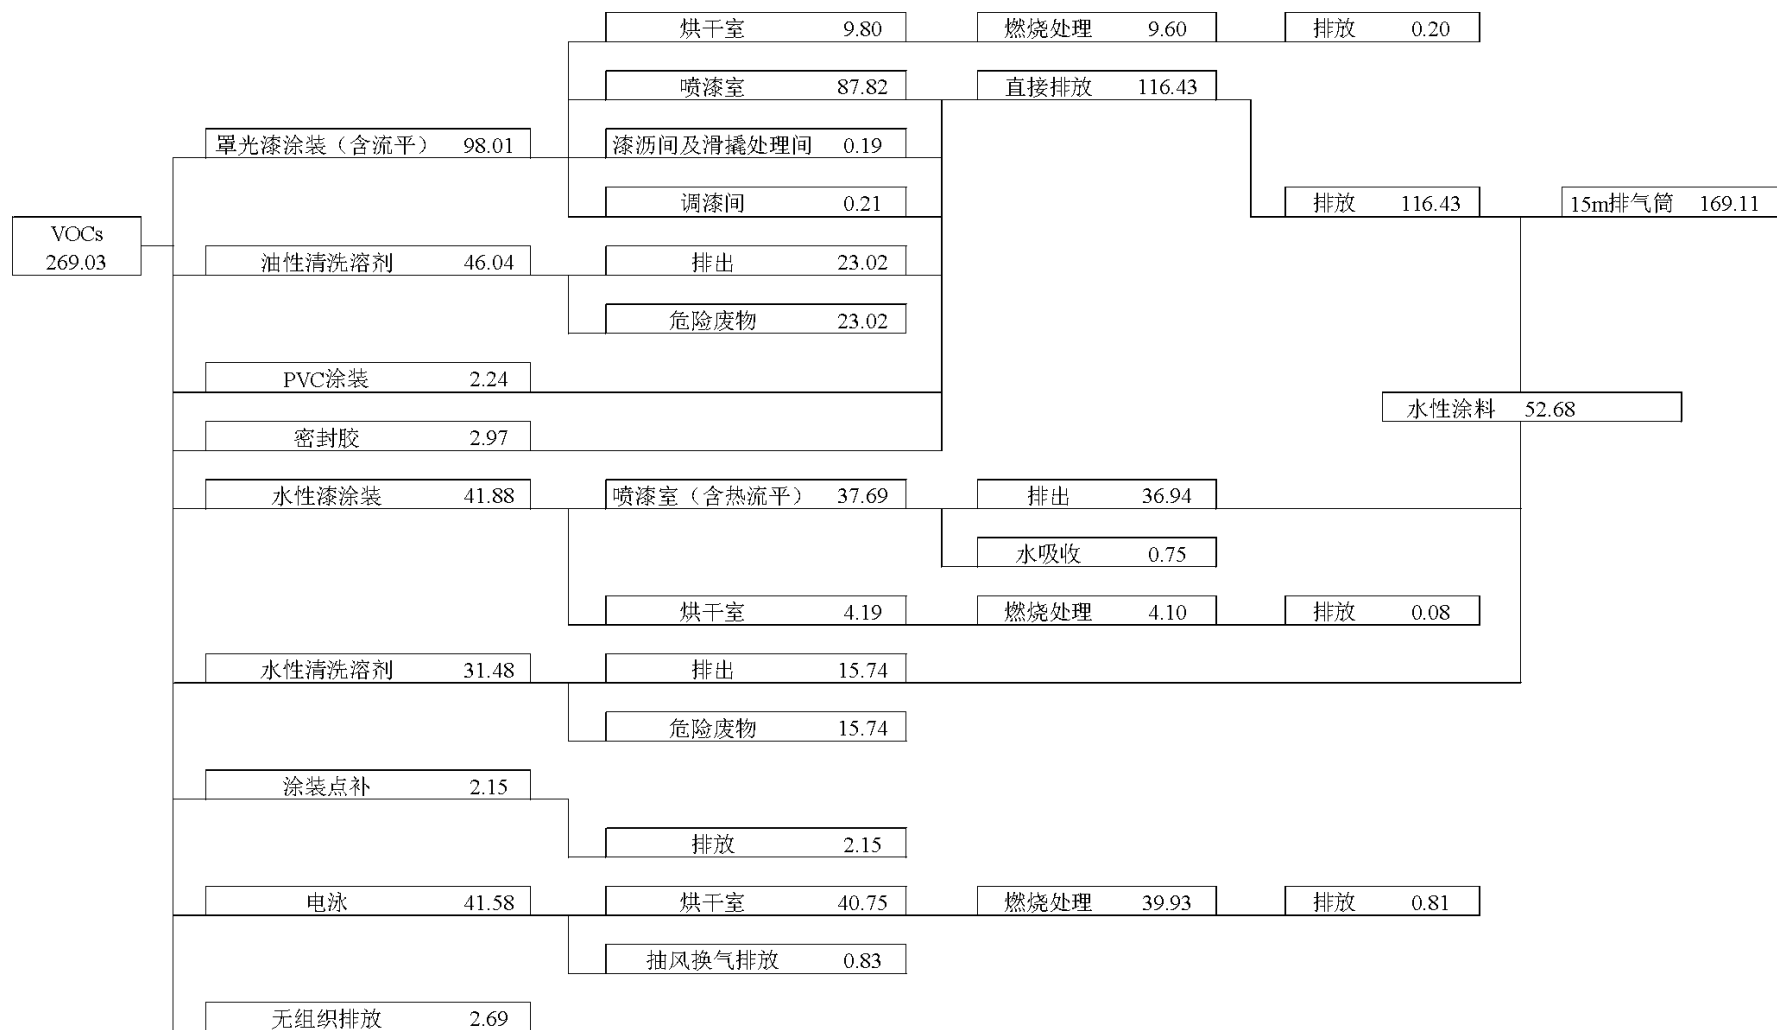 烘干室 9.80 燃烧处理 9.60 排放 0.20
喷漆室 87.82 直接排放 116.43
罩光漆涂装（含流平） 98.01 漆沥间及滑撬处理间 0.19
调漆间 0.21 排放 116.43 15m排气筒 169.11
VOCs
269.03
油性清洗溶剂 46.04 排出 23.02
危险废物 23.02
PVC涂装 2.24
水性涂料 52.68
密封胶 2.97
水性漆涂装 41.88 喷漆室（含热流平） 37.69 排出 36.94
水吸收 0.75
烘干室 4.19 燃烧处理 4.10 排放 0.08
水性清洗溶剂 31.48 排出 15.74
危险废物 15.74
涂装点补 2.15
排放 2.15
电泳 41.58 烘干室 40.75 燃烧处理 39.93 排放 0.81
抽风换气排放 0.83
无组织排放 2.69